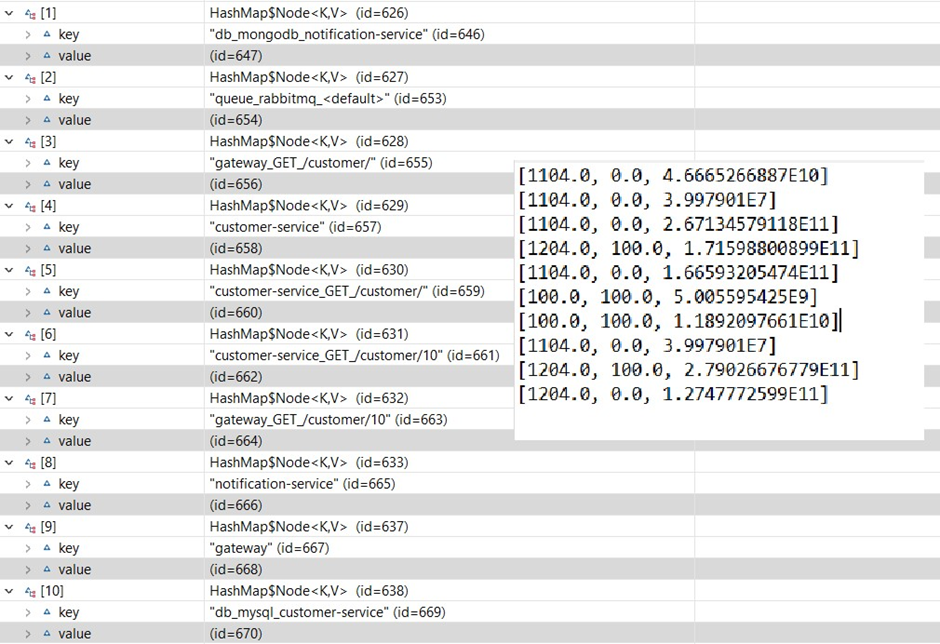 [1] HashMap$Node<K,V> (id=626)
key "db_mongodb_notification-service" (id=646)
value (id=647)
[2] HashMap$Node<K,V> (id=627)
key "queue_rabbitmq_<default>" (id=653)
value (id=654)
[3] HashMap$Node<K,V> (id=628)
key "gateway_GET_/customer/" (id=655)
value (id=656)
[4] HashMap$Node<K,V> (id=629)
key "customer-service" (id=657)
value (id=658)
[5] HashMap$Node<K,V> (id=630)
key "customer-service_GET_/customer/" (id=659)
value (id=660)
[6] HashMap$Node<K,V> (id=631)
key "customer-service_GET_/customer/10" (id=661)
value (id=662)
[7] HashMap$Node<K,V> (id=632)
key "gateway_GET_/customer/10" (id=663)
value (id=664)
[8] HashMap$Node<K,V> (id=633)
key "notification-service" (id=665)
value (id=666)
[9] HashMap$Node<K,V> (id=637)
key "gateway" (id=667)
value (id=668)
[10] HashMap$Node<K,V> (id=638)
key "db_mysql_customer-service" (id=669)
value (id=670)
[1104.0, 0.0, 4.6665266887E10]
[1104.0, 0.0, 3.997901E7]
[1104.0, 0.0, 2.67134579118E11]
[1204.0, 100.0, 1.71598800899E11]
[1104.0, 0.0, 1.66593205474E11]
[100.0, 100.0, 5.005595425E9]
[100.0, 100.0, 1.1892097661E10]
[1104.0, 0.0, 3.997901E7]
[1204.0, 100.0, 2.79026676779E11]
[1204.0, 0.0, 1.2747772599E11]